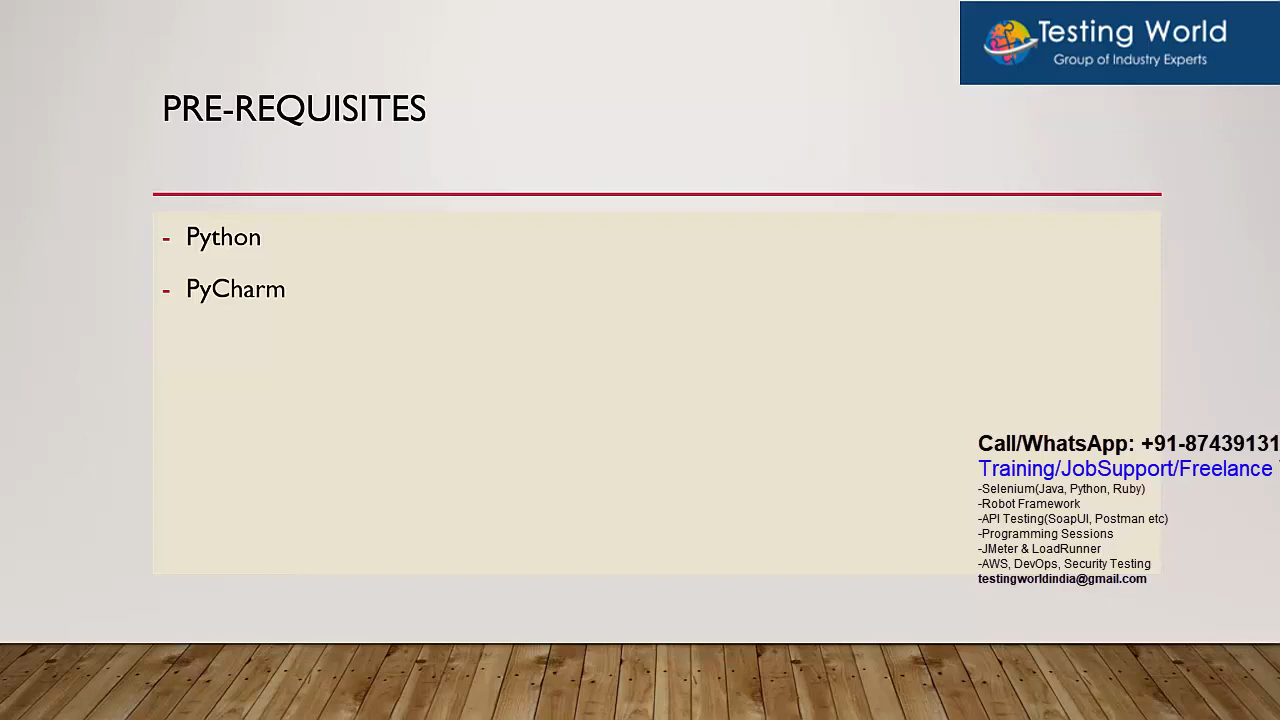 Testing World
Group of Industry Experts
PRE-REQUISITES
- Python
- PyCharm
Call/WhatsApp: +91-87439131
Training/JobSupport/Freelance
-Selenium(Java, Python, Ruby)
-Robot Framework
-API Testing(SoapUI, Postman etc)
-Programming Sessions
-JMeter & LoadRunner
-AWS, DevOps, Security Testing
testingworldindia@gmail.com